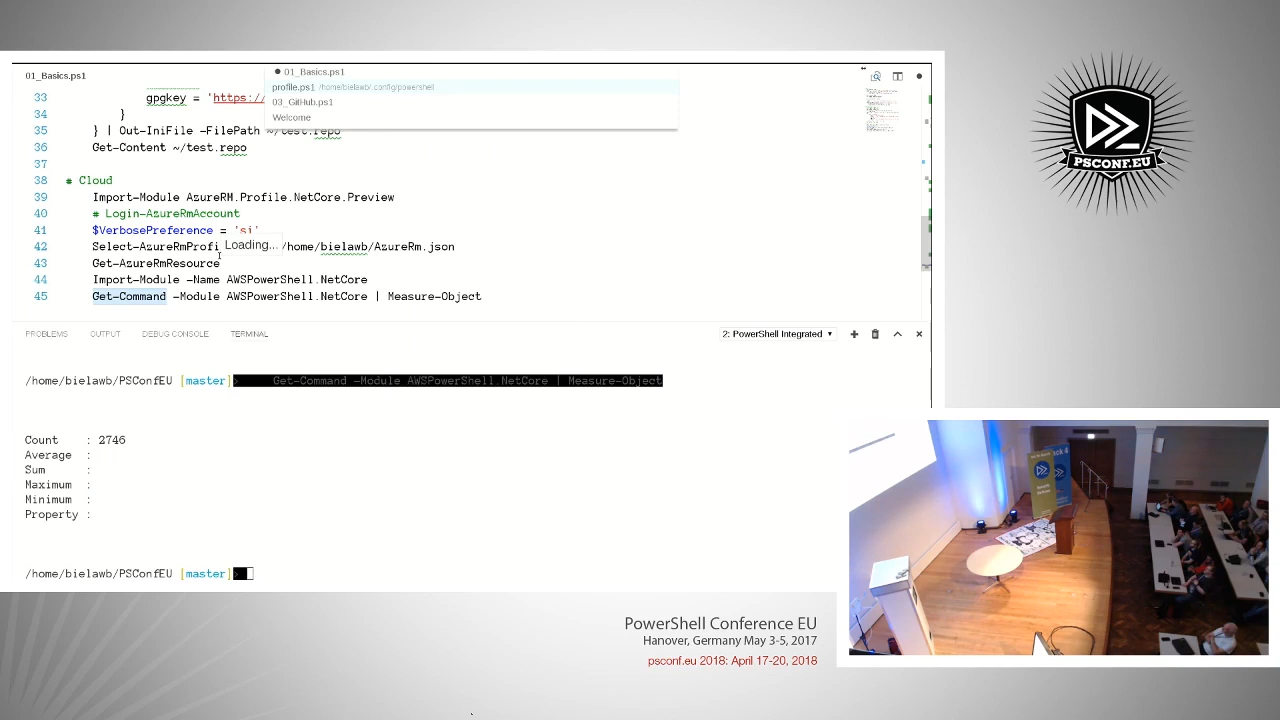 01_Basics.ps1
● 01_Basics.ps1
profile.ps1 /home/bielawb/.config/powershell
03_GitHub.ps1
Welcome
33 gpgkey = 'https://
34 }
35 } | Out-IniFile -FilePath ~/test.repo
36 Get-Content ~/test.repo
37
38 # Cloud
39 Import-Module AzureRM.Profile.NetCore.Preview
40 # Login-AzureRmAccount
41 $VerbosePreference = 'si'
42 Select-AzureRmProfi /home/bielawb/AzureRm.json
Loading...
43 Get-AzureRmResource
44 Import-Module -Name AWSPowerShell.NetCore
45 Get-Command -Module AWSPowerShell.NetCore | Measure-Object
PROBLEMS OUTPUT DEBUG CONSOLE TERMINAL 2: PowerShell Integrated
/home/bielawb/PSConfEU [master]> Get-Command -Module AWSPowerShell.NetCore | Measure-Object
Count : 2746
Average :
Sum :
Maximum :
Minimum :
Property :
/home/bielawb/PSConfEU [master]>
PSCONF.EU
PowerShell Conference EU
Hanover, Germany May 3-5, 2017
psconf.eu 2018: April 17-20, 2018